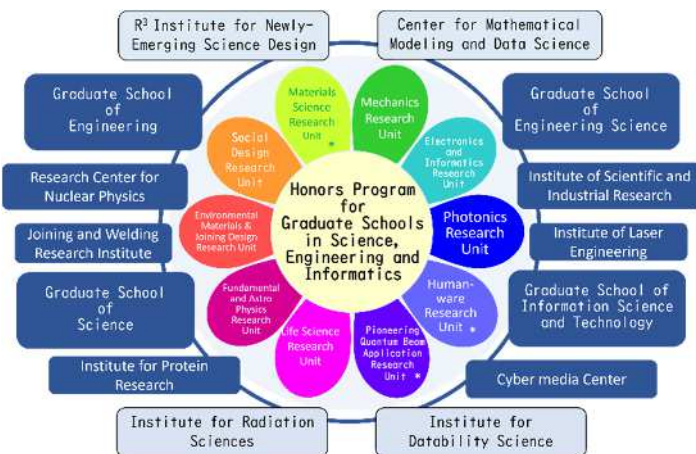 R³ Institute for Newly-
Emerging Science Design
Center for Mathematical
Modeling and Data Science
Graduate School
of
Engineering
Research Center for
Nuclear Physics
Joining and Welding
Research Institute
Graduate School
of
Science
Institute for Protein
Research
Institute for Radiation
Sciences
Materials
Science
Research
Unit *
Mechanics
Research
Unit
Social
Design
Research
Unit
Electronics
and
Informatics
Research
Unit
Environmental
Materials &
Joining Design
Research Unit
Honors Program
for
Graduate Schools
in Science,
Engineering and
Informatics
Photonics
Research
Unit
Fundamental
and Astro
Physics
Research
Unit
Human-
ware
Research
Unit *
Life Science
Research
Unit
Pioneering
Quantum Beam
Application
Research
Unit *
Graduate School
of
Engineering Science
Institute of Scientific and
Industrial Research
Institute of Laser
Engineering
Graduate School of
Information Science
and Technology
Cyber media Center
Institute for
Datability Science